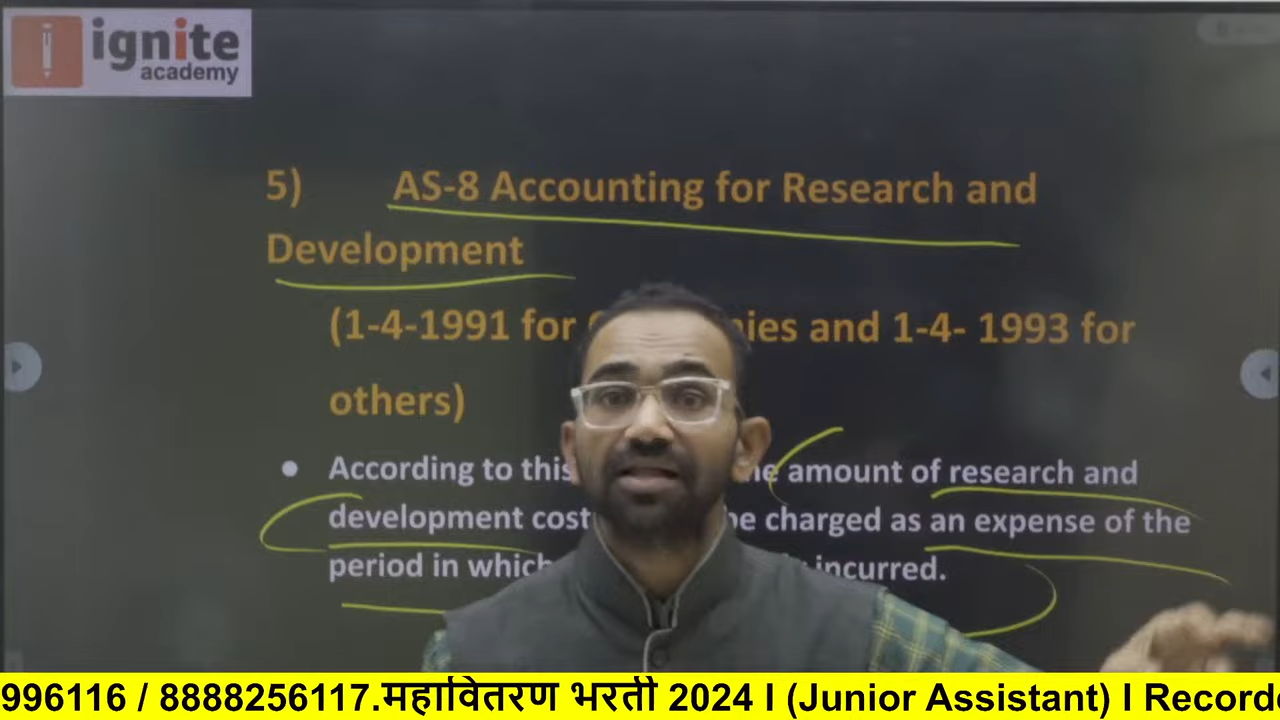 ignite
academy
5) AS-8 Accounting for Research and
Development
(1-4-1991 for nies and 1-4- 1993 for
others)
According to this amount of research and
development cost be charged as an expense of the
period in which incurred.
996116 / 8888256117.महावितरण भरती 2024 I (Junior Assistant) I Recorde